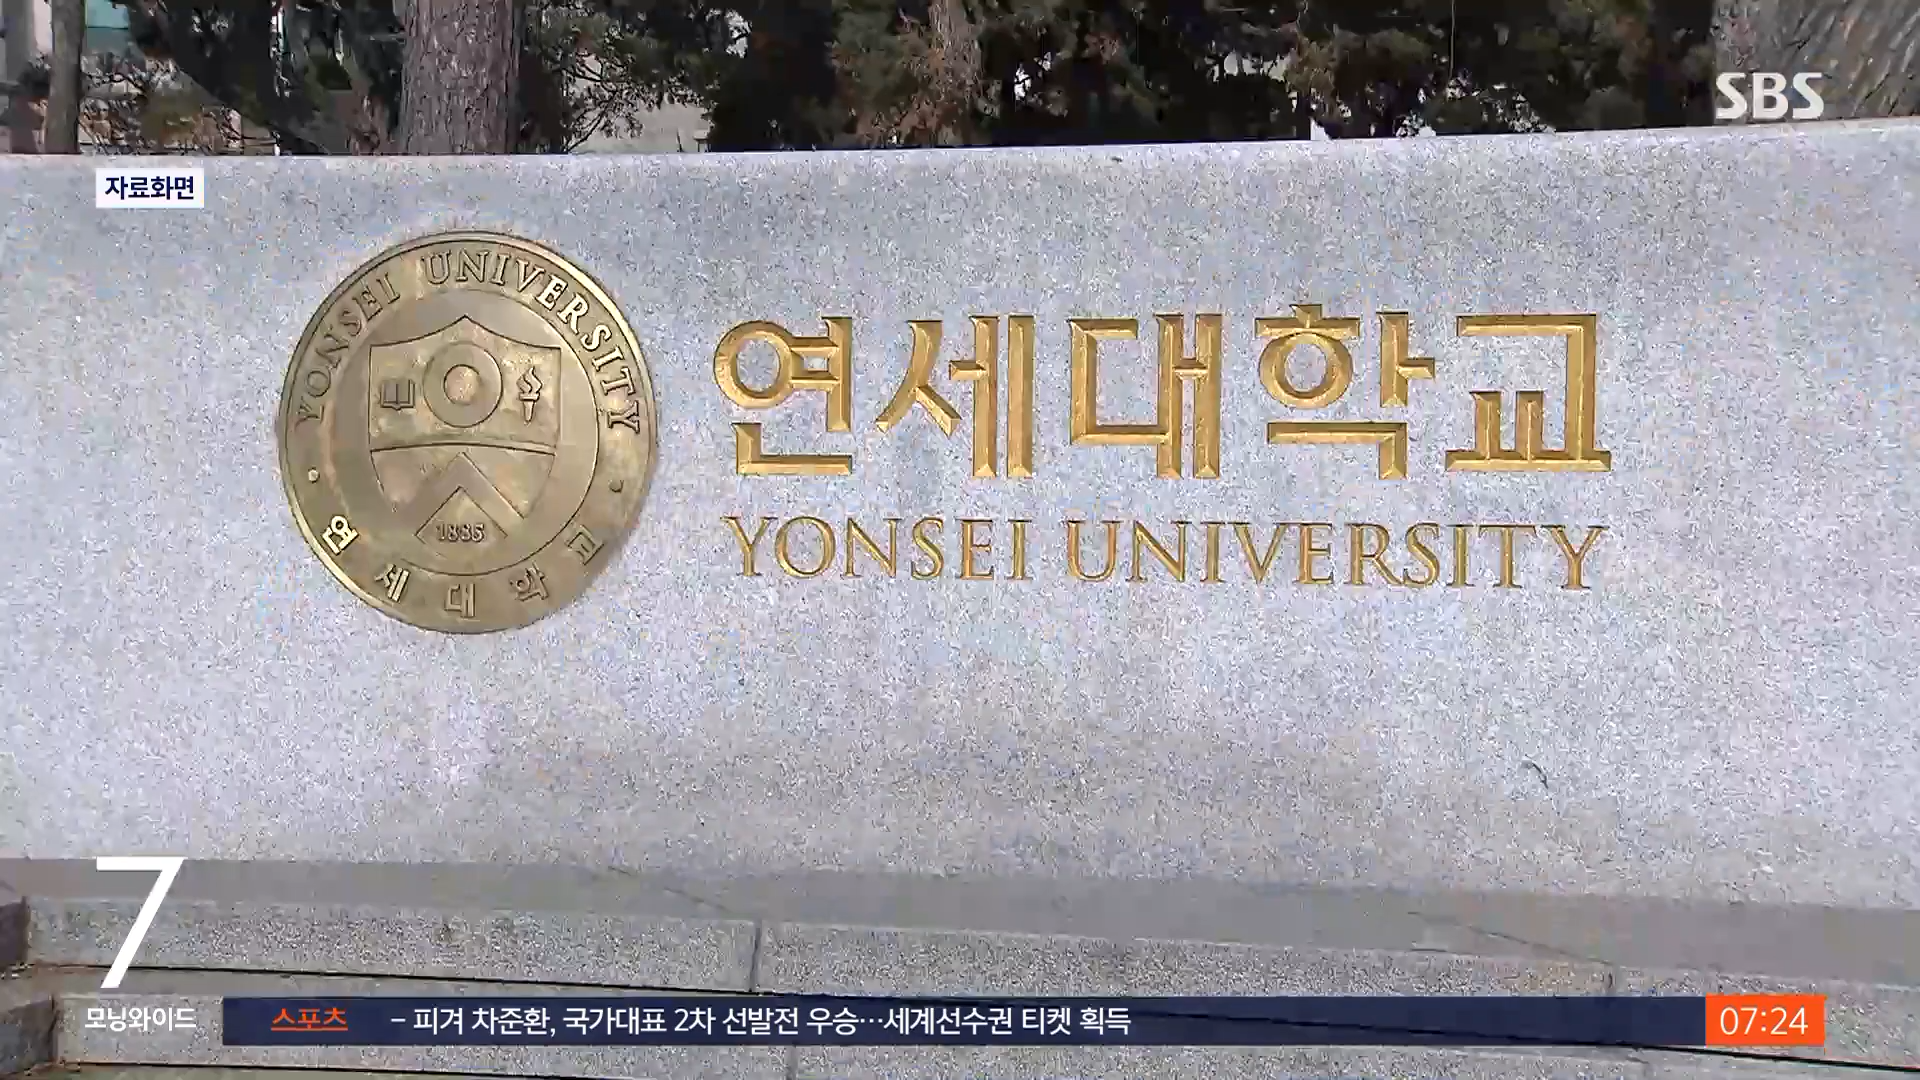 SBS
자료화면
YONSEI UNIVERSITY
1885
연세대학교
연세대학교
YONSEI UNIVERSITY
7
모닝와이드
스포츠 - 피겨 차준환, 국가대표 2차 선발전 우승…세계선수권 티켓 획득
07:24